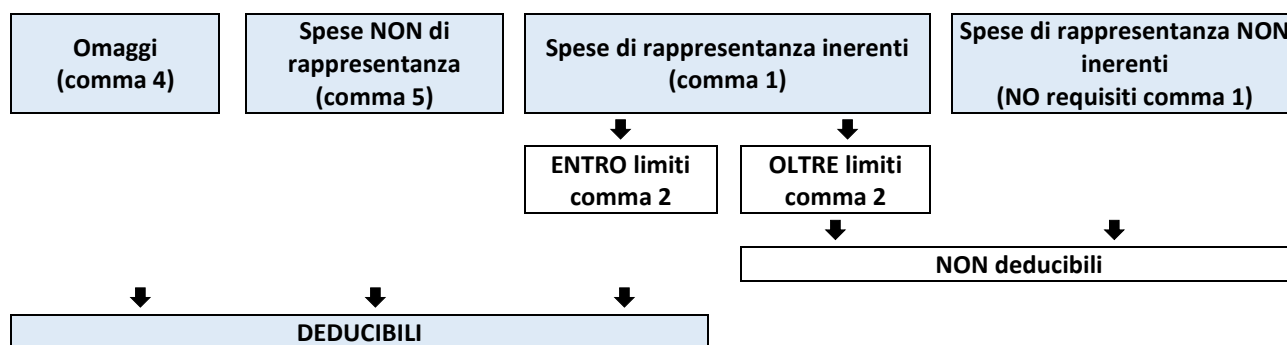 Omaggi
(comma 4)
Spese NON di
rappresentanza
(comma 5)
Spese di rappresentanza inerenti
(comma 1)
Spese di rappresentanza NON
inerenti
(NO requisiti comma 1)
ENTRO limiti
comma 2
OLTRE limiti
comma 2
NON deducibili
DEDUCIBILI